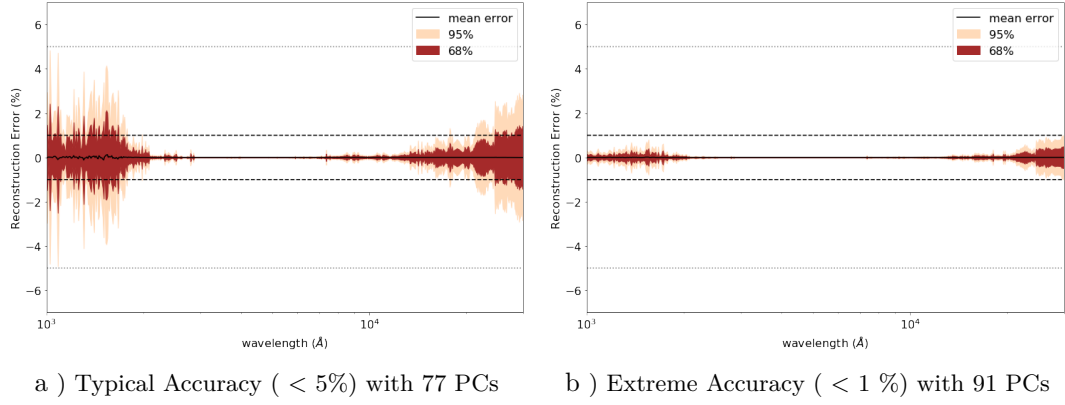 mean error
95%
68%
Reconstruction Error (%)
6
4
2
0
−2
−4
−6
10³
10⁴
wavelength (Å)
a ) Typical Accuracy ( < 5%) with 77 PCs
mean error
95%
68%
Reconstruction Error (%)
6
4
2
0
−2
−4
−6
10³
10⁴
wavelength (Å)
b ) Extreme Accuracy ( < 1 %) with 91 PCs